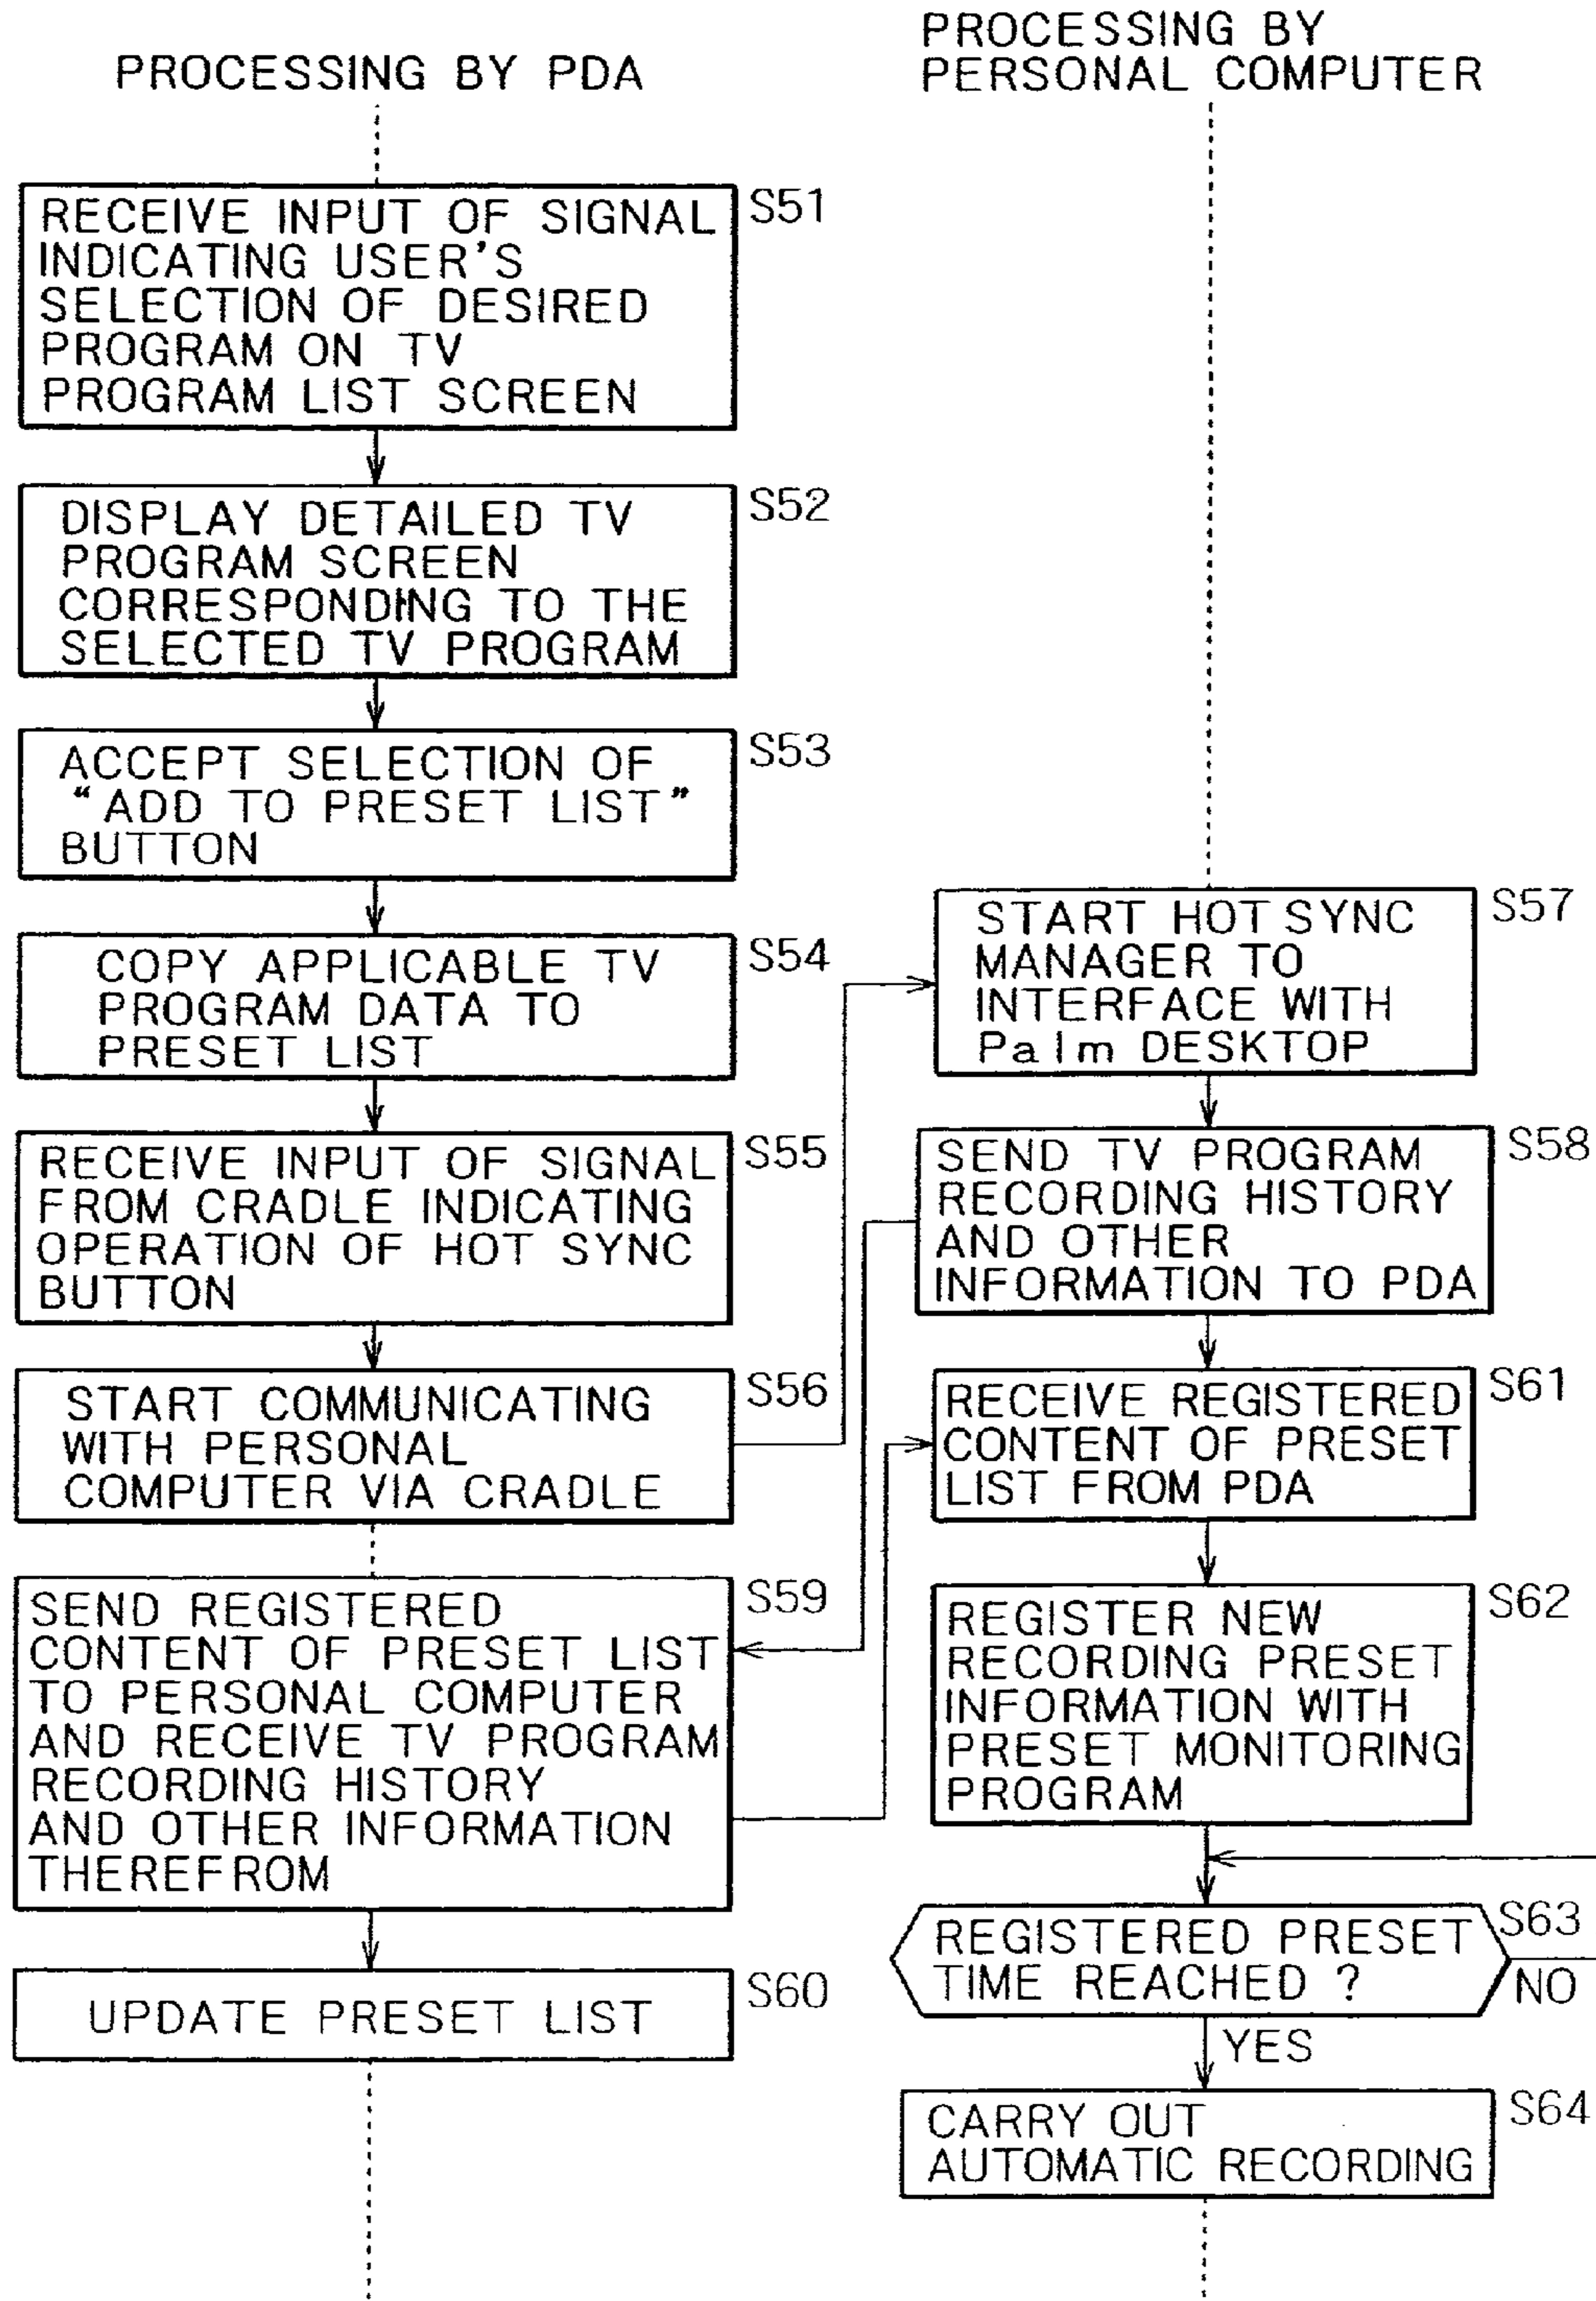 PROCESSING BY PDA
RECEIVE INPUT OF SIGNAL
INDICATING USER'S
SELECTION OF DESIRED
PROGRAM ON TV
PROGRAM LIST SCREEN
S51
DISPLAY DETAILED TV
PROGRAM SCREEN
CORRESPONDING TO THE
SELECTED TV PROGRAM
S52
ACCEPT SELECTION OF
"ADD TO PRESET LIST"
BUTTON
S53
COPY APPLICABLE TV
PROGRAM DATA TO
PRESET LIST
S54
RECEIVE INPUT OF SIGNAL
FROM CRADLE INDICATING
OPERATION OF HOT SYNC
BUTTON
S55
START COMMUNICATING
WITH PERSONAL
COMPUTER VIA CRADLE
S56
SEND REGISTERED
CONTENT OF PRESET LIST
TO PERSONAL COMPUTER
AND RECEIVE TV PROGRAM
RECORDING HISTORY
AND OTHER INFORMATION
THEREFROM
S59
UPDATE PRESET LIST
S60
PROCESSING BY
PERSONAL COMPUTER
START HOT SYNC
MANAGER TO
INTERFACE WITH
Palm DESKTOP
S57
SEND TV PROGRAM
RECORDING HISTORY
AND OTHER
INFORMATION TO PDA
S58
RECEIVE REGISTERED
CONTENT OF PRESET
LIST FROM PDA
S61
REGISTER NEW
RECORDING PRESET
INFORMATION WITH
PRESET MONITORING
PROGRAM
S62
REGISTERED PRESET
TIME REACHED ?
S63
NO
YES
CARRY OUT
AUTOMATIC RECORDING
S64